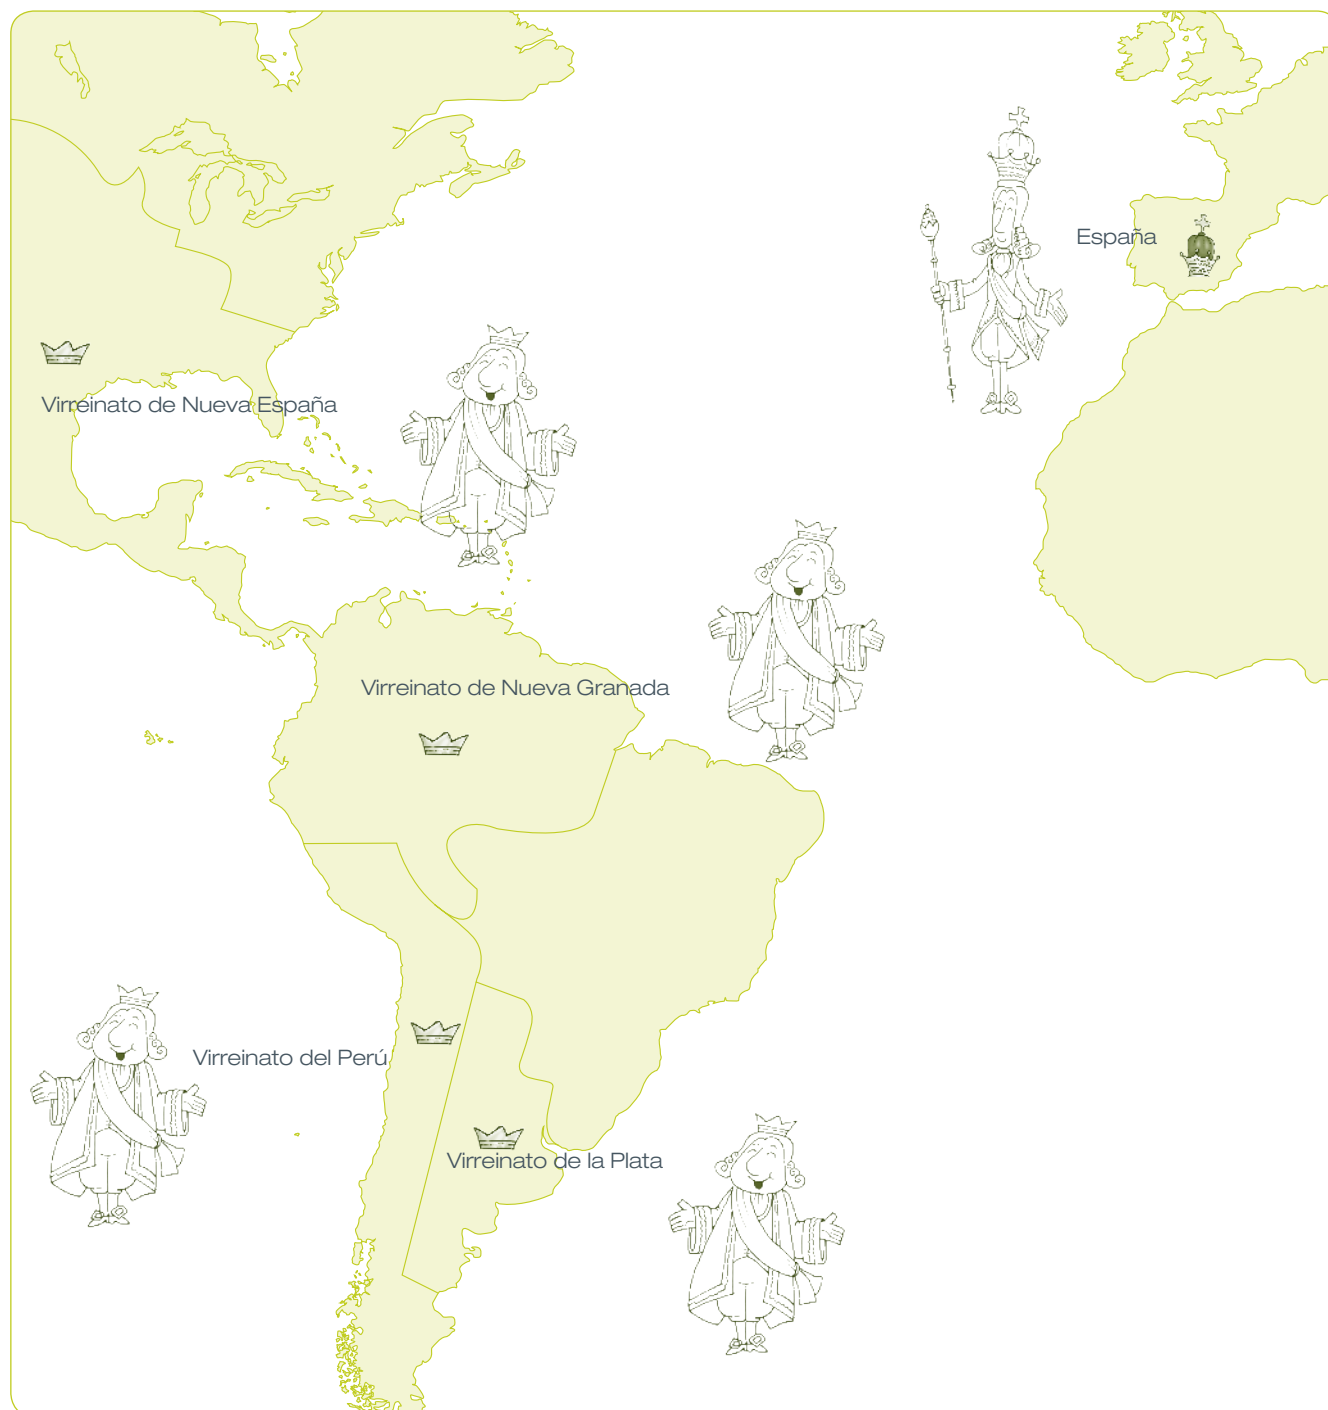 España
Virreinato de Nueva España
Virreinato de Nueva Granada
Virreinato del Perú
Virreinato de la Plata